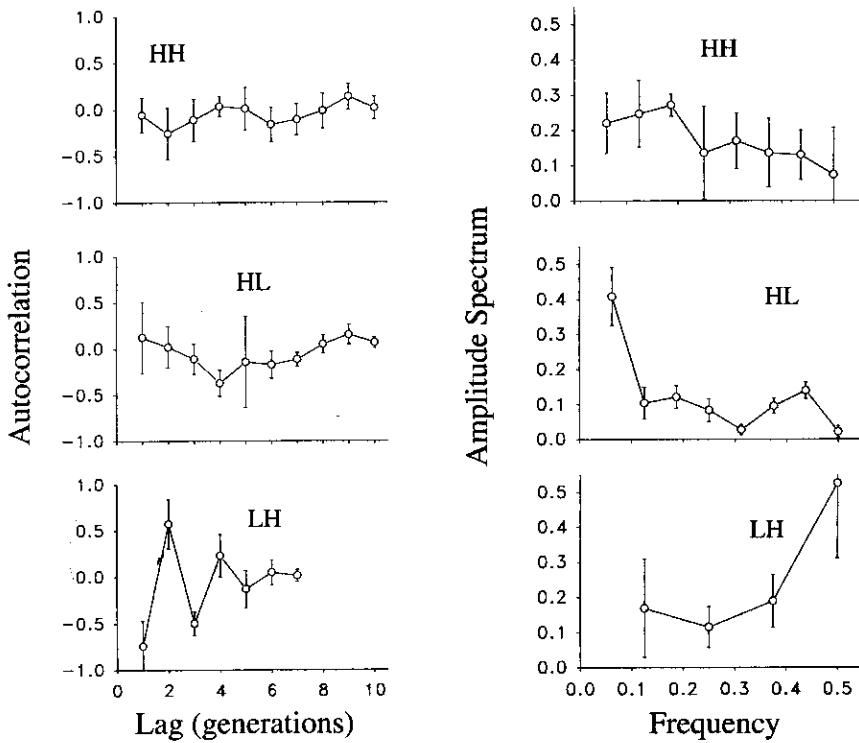 Autocorrelation
1.0
0.5
0.0
−0.5
−1.0
HH
1.0
0.5
0.0
−0.5
−1.0
HL
1.0
0.5
0.0
−0.5
−1.0
LH
0 2 4 6 8 10
Lag (generations)
Amplitude Spectrum
0.5
0.4
0.3
0.2
0.1
0.0
HH
0.5
0.4
0.3
0.2
0.1
0.0
HL
0.5
0.4
0.3
0.2
0.1
0.0
LH
0.0 0.1 0.2 0.3 0.4 0.5
Frequency